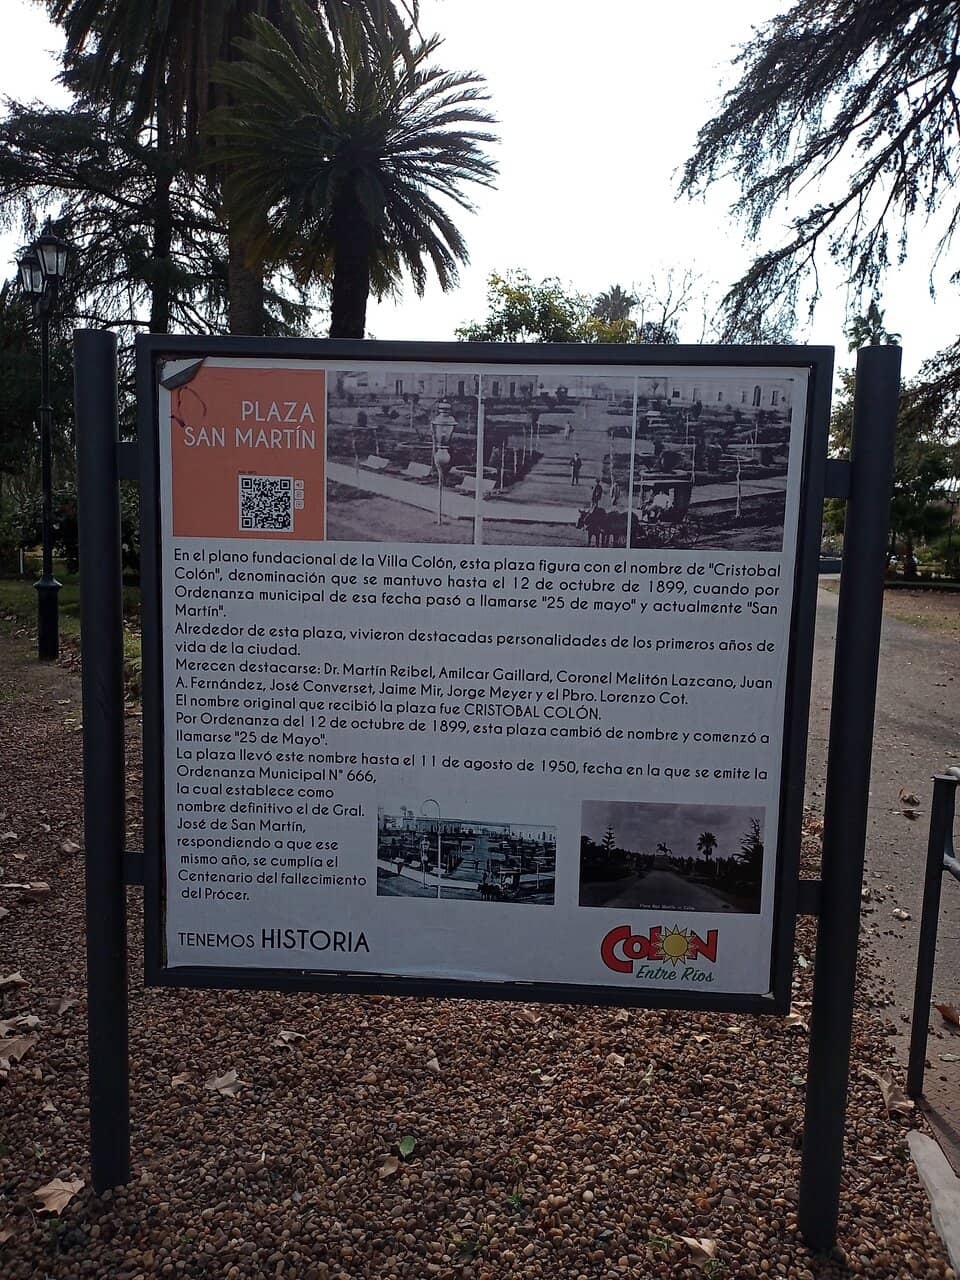 PLAZA
SAN MARTÍN
En el plano fundacional de la Villa Colón, esta plaza figura con el nombre de "Cristobal
Colón", denominación que se mantuvo hasta el 12 de octubre de 1899, cuando por
Ordenanza municipal de esa fecha pasó a llamarse "25 de mayo" y actualmente "San
Martín".
Alrededor de esta plaza, vivieron destacadas personalidades de los primeros años de
vida de la ciudad.
Merecen destacarse: Dr. Martín Reibel, Amilcar Gaillard, Coronel Melitón Lazcano, Juan
A. Fernández, José Converset, Jaime Mir, Jorge Meyer y el Pbro. Lorenzo Cot.
El nombre original que recibió la plaza fue CRISTOBAL COLÓN.
Por Ordenanza del 12 de octubre de 1899, esta plaza cambió de nombre y comenzó a
llamarse "25 de Mayo".
La plaza llevó este nombre hasta el 11 de agosto de 1950, fecha en la que se emite la
Ordenanza Municipal N° 666,
la cual establece como
nombre definitivo el de Gral.
José de San Martín,
respondiendo a que ese
mismo año, se cumplía el
Centenario del fallecimiento
del Prócer.
TENEMOS HISTORIA
COLON
Entre Ríos